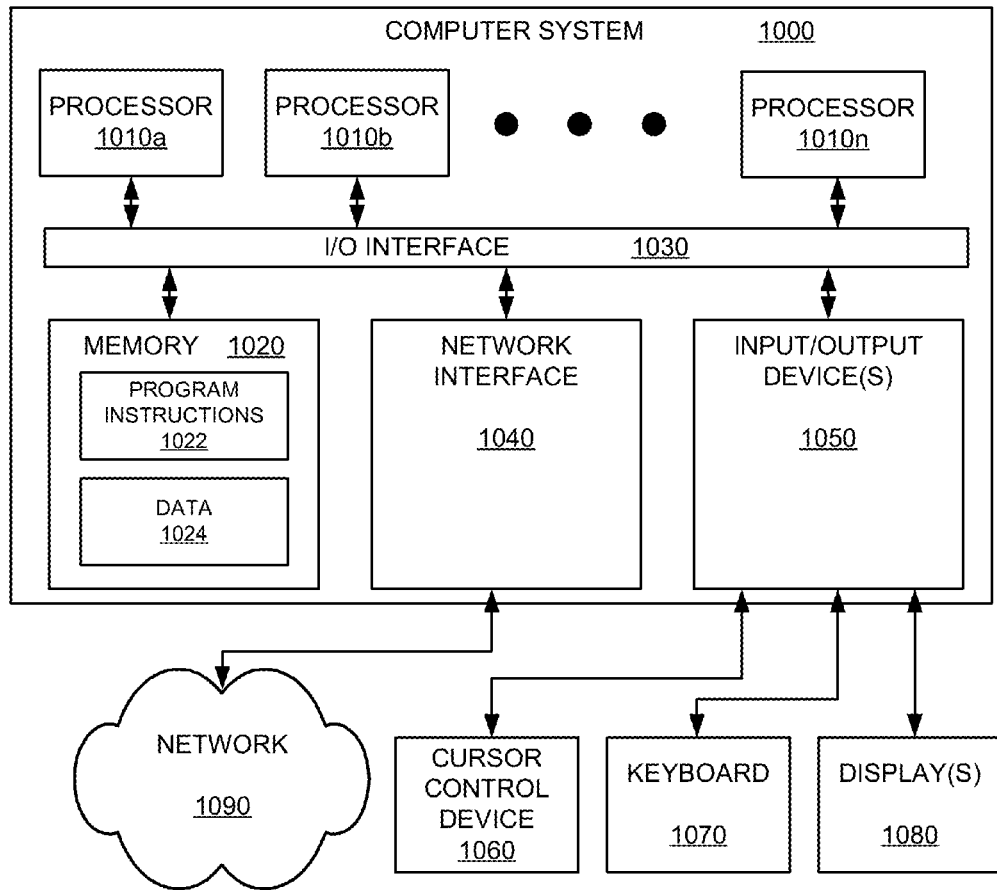 COMPUTER SYSTEM 1000
PROCESSOR
1010a
PROCESSOR
1010b
PROCESSOR
1010n
I/O INTERFACE 1030
MEMORY 1020
PROGRAM
INSTRUCTIONS
1022
DATA
1024
NETWORK
INTERFACE
1040
INPUT/OUTPUT
DEVICE(S)
1050
NETWORK
1090
CURSOR
CONTROL
DEVICE
1060
KEYBOARD
1070
DISPLAY(S)
1080